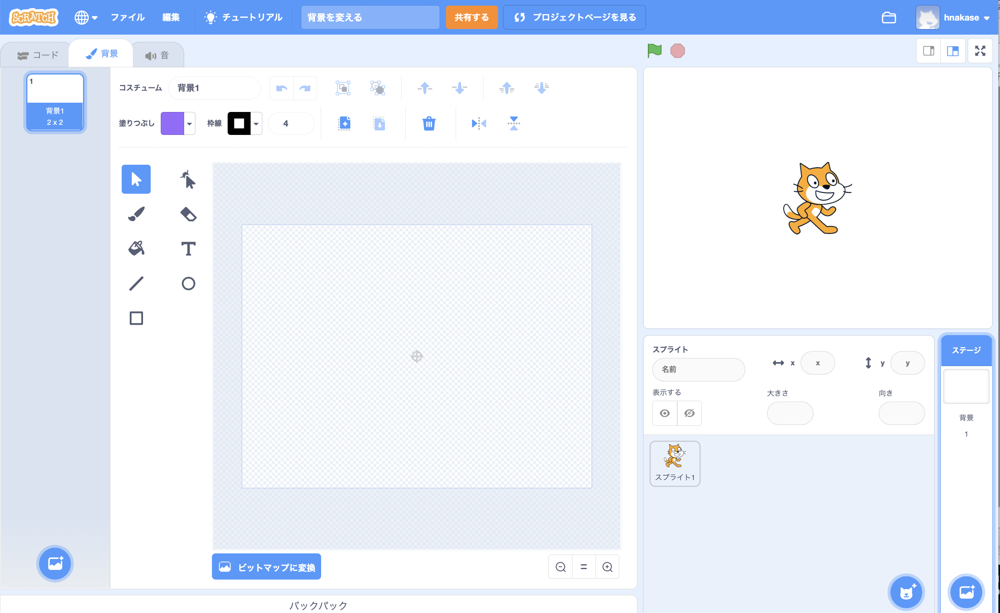 SCRATCH
ファイル
編集
チュートリアル
背景を変える
共有する
プロジェクトページを見る
hnakase
コード
背景
音
1
背景1
2 x 2
コスチューム
背景1
塗りつぶし
枠線
4
ビットマップに変換
バックパック
スプライト
名前
x
x
y
y
表示する
大きさ
向き
スプライト1
ステージ
背景
1